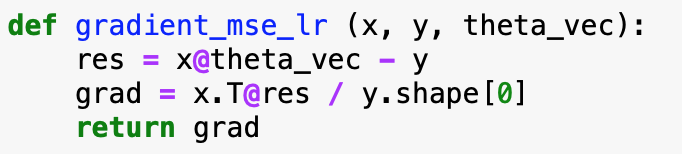 def gradient_mse_lr (x, y, theta_vec):
    res = x@theta_vec - y
    grad = x.T@res / y.shape[0]
    return grad